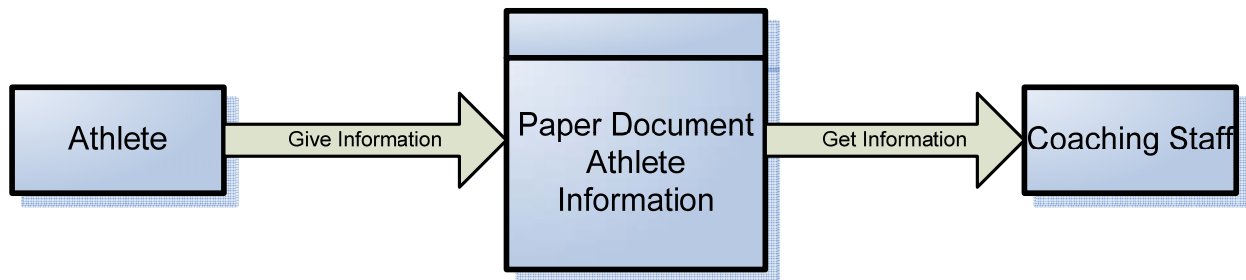 Athlete
Give Information
Paper Document
Athlete
Information
Get Information
Coaching Staff